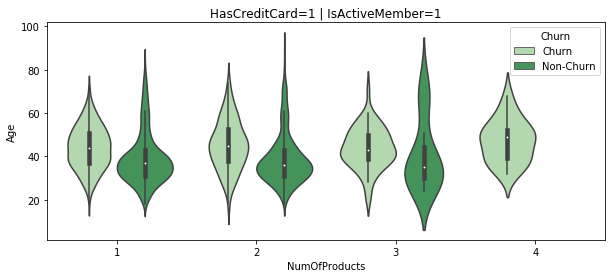 HasCreditCard=1 | IsActiveMember=1
100
80
60
40
20
Age
Churn
Churn
Non-Churn
1 2 3 4
NumOfProducts